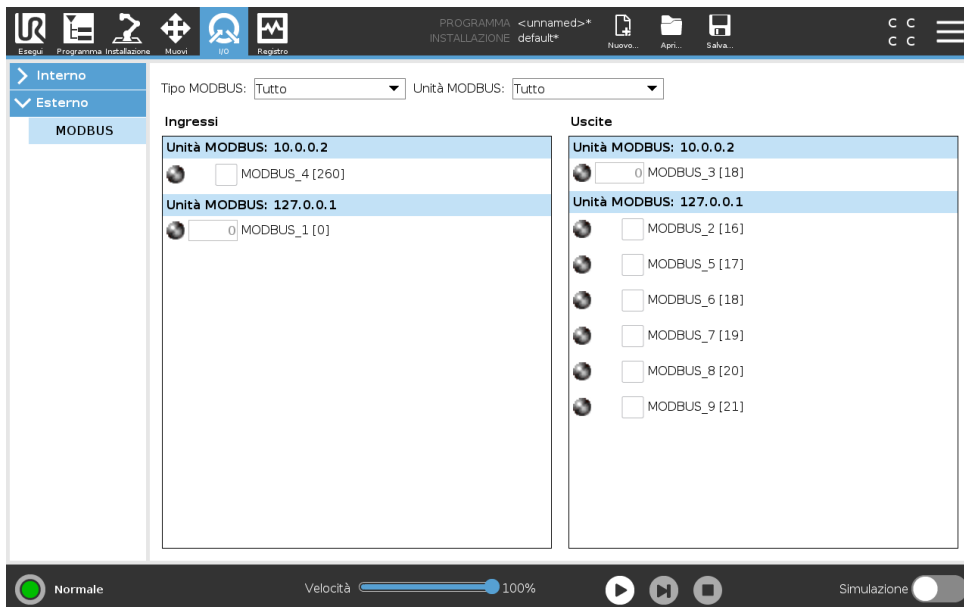 UR
PROGRAMMA <unnamed>*
INSTALLAZIONE default*
Esegui Programma Installazione Muovi I/O Registro
Nuovo... Apri... Salva...
C C
C C
Interno
Esterno
MODBUS
Tipo MODBUS: Tutto Unità MODBUS: Tutto
Ingressi
Unità MODBUS: 10.0.0.2
MODBUS_4 [260]
Unità MODBUS: 127.0.0.1
0 MODBUS_1 [0]
Uscite
Unità MODBUS: 10.0.0.2
0 MODBUS_3 [18]
Unità MODBUS: 127.0.0.1
MODBUS_2 [16]
MODBUS_5 [17]
MODBUS_6 [18]
MODBUS_7 [19]
MODBUS_8 [20]
MODBUS_9 [21]
Normale
Velocità 100%
Simulazione